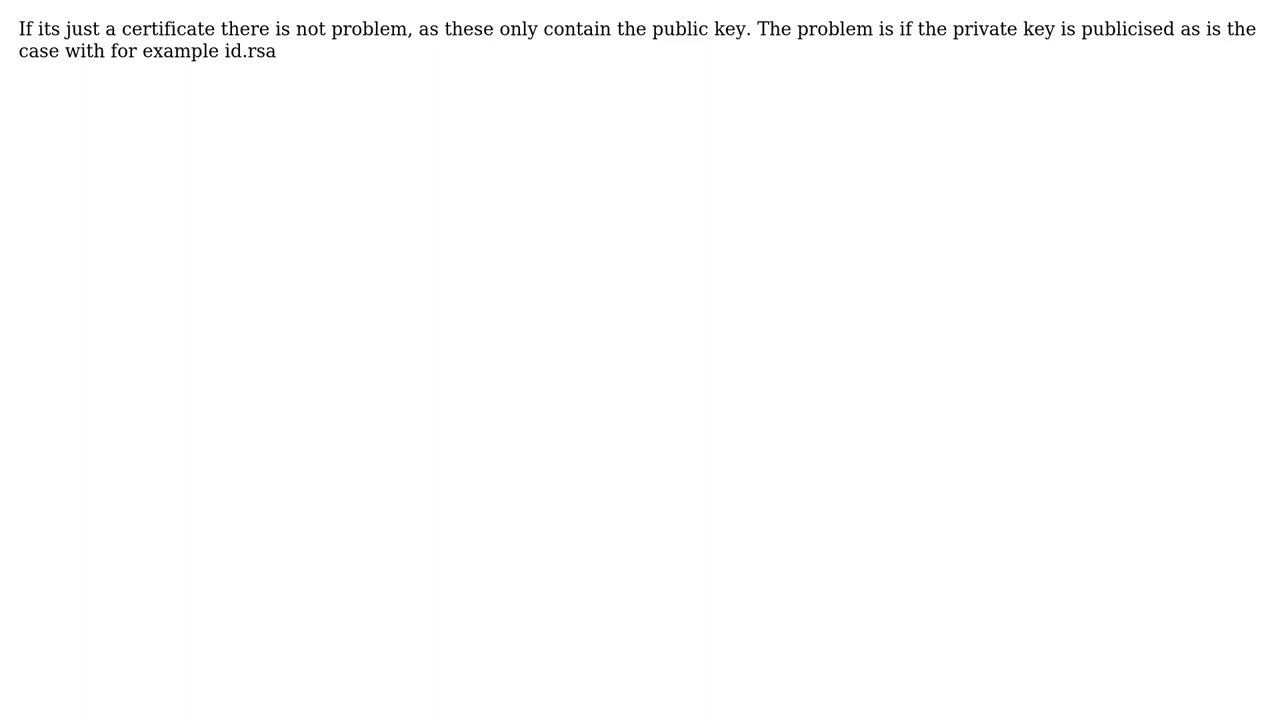 If its just a certificate there is not problem, as these only contain the public key. The problem is if the private key is publicised as is the
case with for example id.rsa